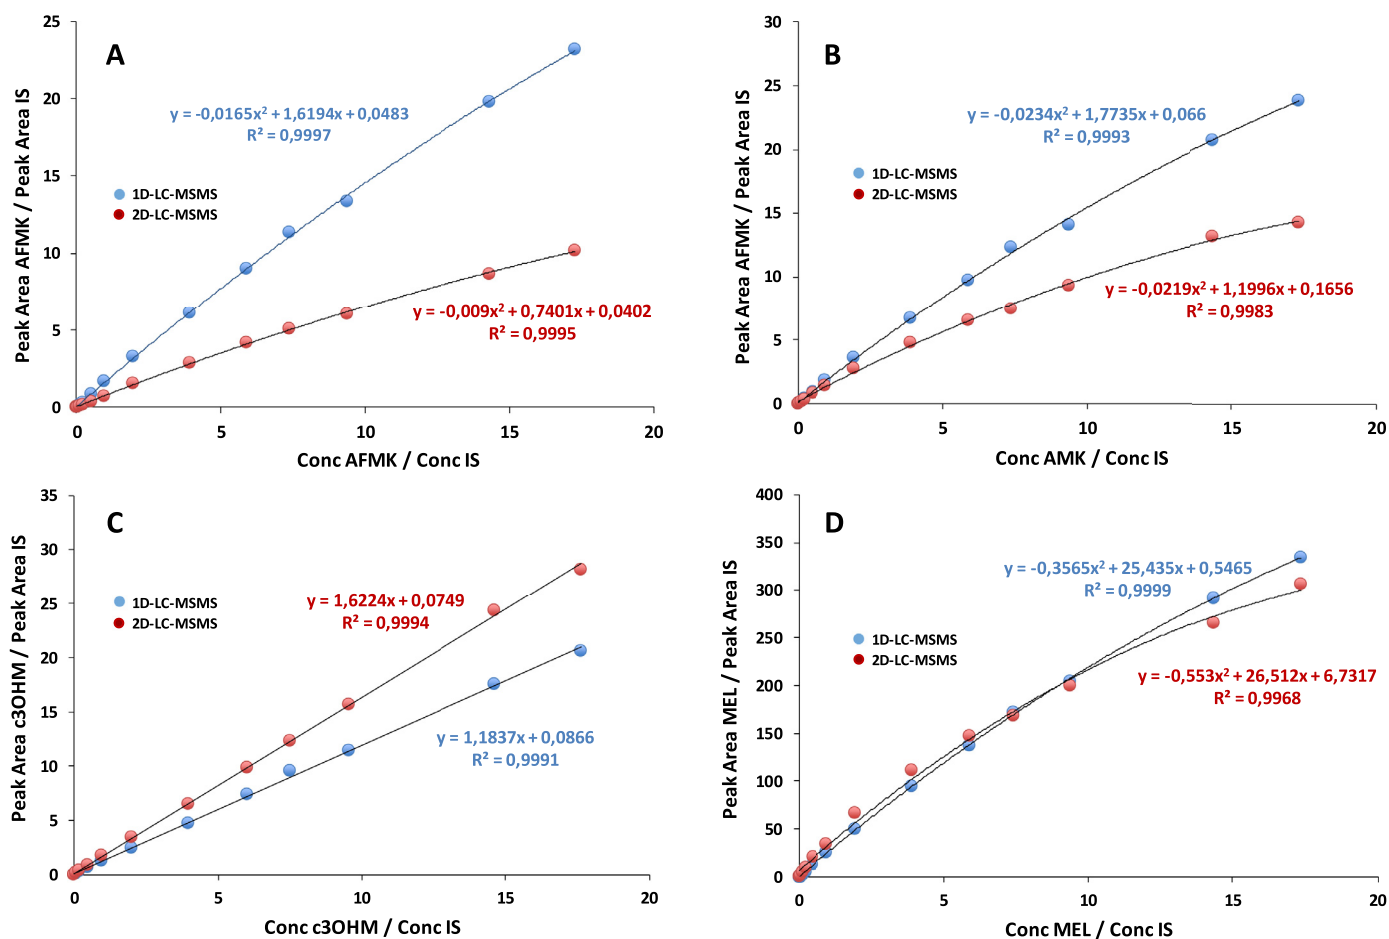 A
Peak Area AFMK / Peak Area IS
25
20
15
10
5
0
y = -0,0165x² + 1,6194x + 0,0483
R² = 0,9997
1D-LC-MSMS
2D-LC-MSMS
y = -0,009x² + 0,7401x + 0,0402
R² = 0,9995
0 5 10 15 20
Conc AFMK / Conc IS
B
Peak Area AFMK / Peak Area IS
30
25
20
15
10
5
0
y = -0,0234x² + 1,7735x + 0,066
R² = 0,9993
1D-LC-MSMS
2D-LC-MSMS
y = -0,0219x² + 1,1996x + 0,1656
R² = 0,9983
0 5 10 15 20
Conc AMK / Conc IS
C
Peak Area c3OHM / Peak Area IS
35
30
25
20
15
10
5
0
1D-LC-MSMS
2D-LC-MSMS
y = 1,6224x + 0,0749
R² = 0,9994
y = 1,1837x + 0,0866
R² = 0,9991
0 5 10 15 20
Conc c3OHM / Conc IS
D
Peak Area MEL / Peak Area IS
400
350
300
250
200
150
100
50
0
y = -0,3565x² + 25,435x + 0,5465
R² = 0,9999
1D-LC-MSMS
2D-LC-MSMS
y = -0,553x² + 26,512x + 6,7317
R² = 0,9968
0 5 10 15 20
Conc MEL / Conc IS